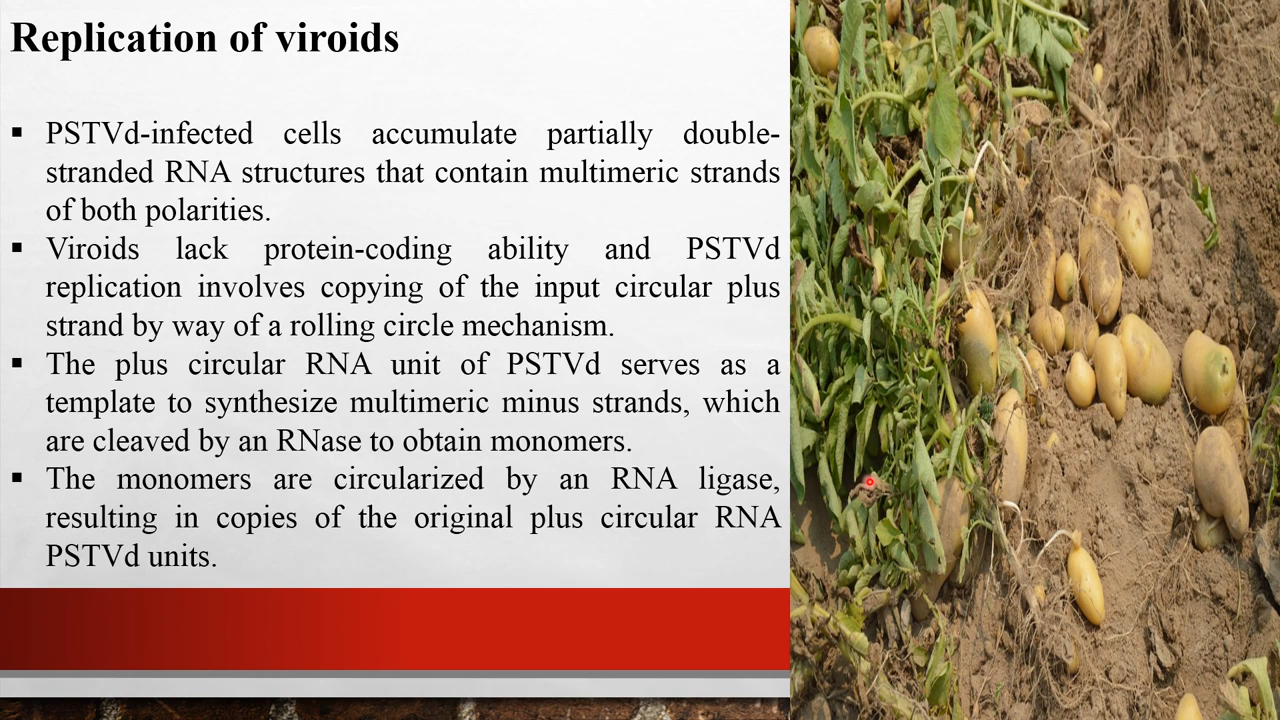 Replication of viroids
▪ PSTVd-infected cells accumulate partially double-
stranded RNA structures that contain multimeric strands
of both polarities.
▪ Viroids lack protein-coding ability and PSTVd
replication involves copying of the input circular plus
strand by way of a rolling circle mechanism.
▪ The plus circular RNA unit of PSTVd serves as a
template to synthesize multimeric minus strands, which
are cleaved by an RNase to obtain monomers.
▪ The monomers are circularized by an RNA ligase,
resulting in copies of the original plus circular RNA
PSTVd units.